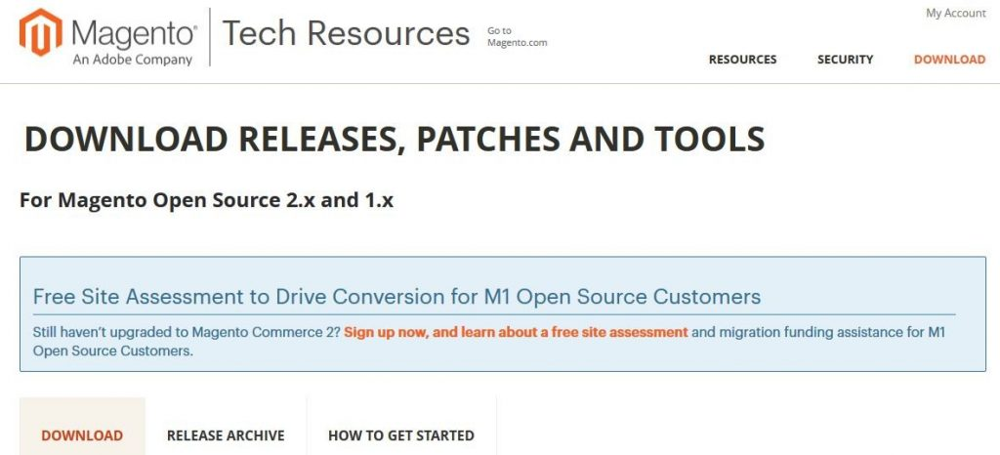 My Account
Magento®
An Adobe Company
Tech Resources
Go to
Magento.com
RESOURCES SECURITY DOWNLOAD
DOWNLOAD RELEASES, PATCHES AND TOOLS
For Magento Open Source 2.x and 1.x
Free Site Assessment to Drive Conversion for M1 Open Source Customers
Still haven't upgraded to Magento Commerce 2? Sign up now, and learn about a free site assessment and migration funding assistance for M1
Open Source Customers.
DOWNLOAD RELEASE ARCHIVE HOW TO GET STARTED